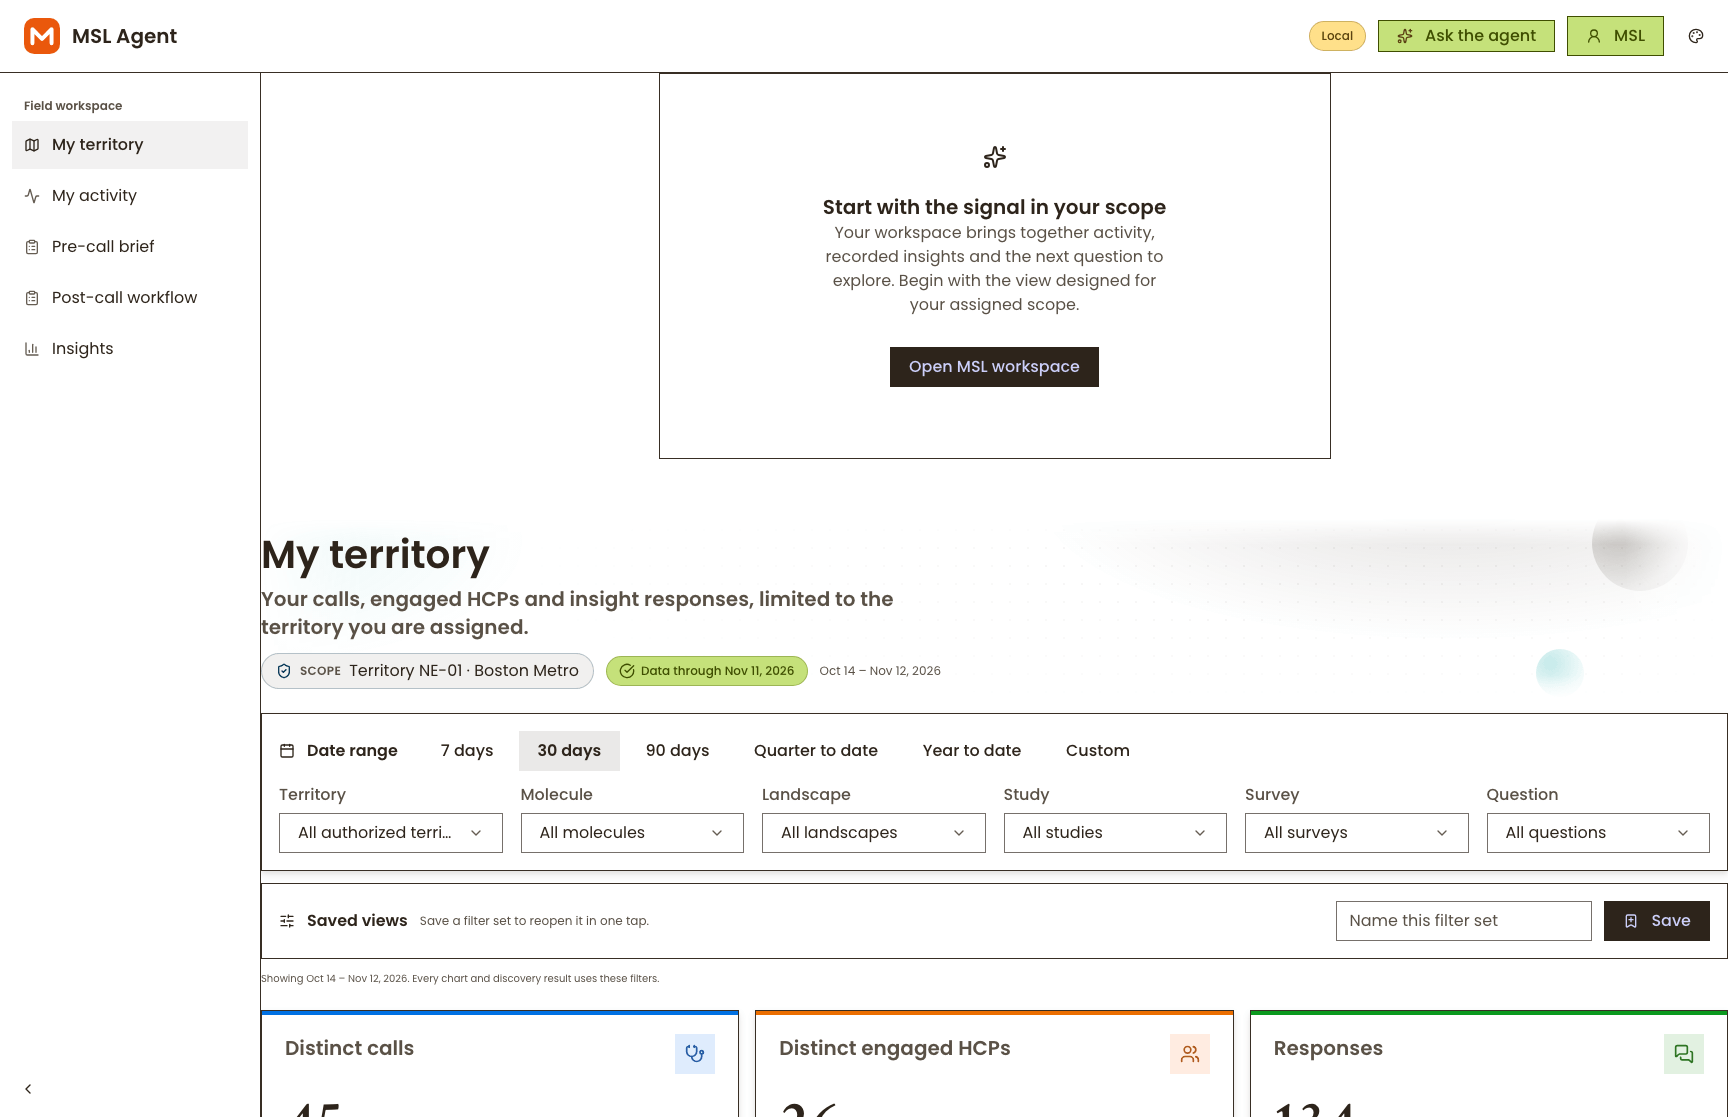 MSL Agent
Local
Ask the agent
MSL
Field workspace
My territory
My activity
Pre-call brief
Post-call workflow
Insights
Start with the signal in your scope
Your workspace brings together activity,
recorded insights and the next question to
explore. Begin with the view designed for
your assigned scope.
Open MSL workspace
My territory
Your calls, engaged HCPs and insight responses, limited to the
territory you are assigned.
SCOPE Territory NE-01 · Boston Metro
Data through Nov 11, 2026
Oct 14 – Nov 12, 2026
Date range
7 days
30 days
90 days
Quarter to date
Year to date
Custom
Territory
Molecule
Landscape
Study
Survey
Question
All authorized terri...
All molecules
All landscapes
All studies
All surveys
All questions
Saved views
Save a filter set to reopen it in one tap.
Name this filter set
Save
Showing Oct 14 – Nov 12, 2026. Every chart and discovery result uses these filters.
Distinct calls
Distinct engaged HCPs
Responses